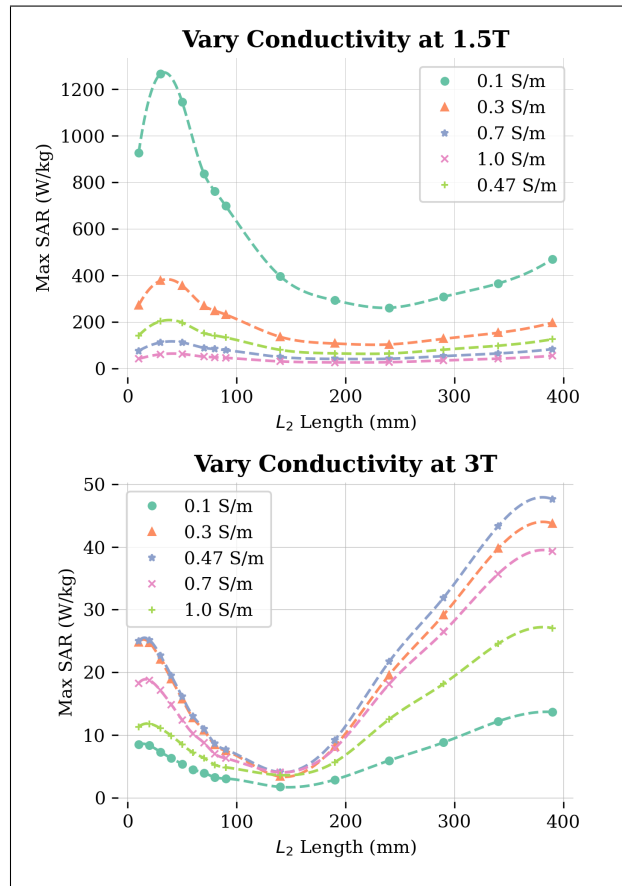 Vary Conductivity at 1.5T
Max SAR (W/kg)
1200
1000
800
600
400
200
0
0.1 S/m
0.3 S/m
0.7 S/m
1.0 S/m
0.47 S/m
0 100 200 300 400
L₂ Length (mm)
Vary Conductivity at 3T
Max SAR (W/kg)
50
40
30
20
10
0
0.1 S/m
0.3 S/m
0.47 S/m
0.7 S/m
1.0 S/m
0 100 200 300 400
L₂ Length (mm)